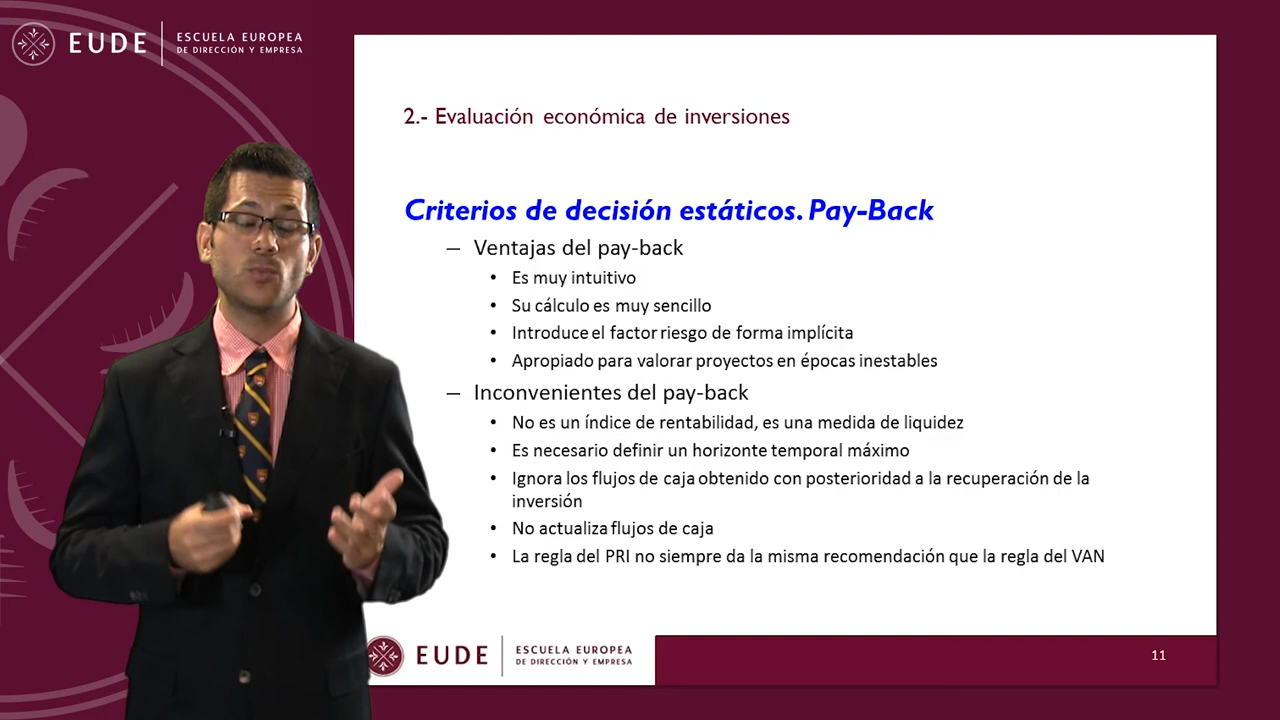 EUDE
ESCUELA EUROPEA
DE DIRECCIÓN Y EMPRESA
2.- Evaluación económica de inversiones
Criterios de decisión estáticos. Pay-Back
– Ventajas del pay-back
• Es muy intuitivo
• Su cálculo es muy sencillo
• Introduce el factor riesgo de forma implícita
• Apropiado para valorar proyectos en épocas inestables
– Inconvenientes del pay-back
• No es un índice de rentabilidad, es una medida de liquidez
• Es necesario definir un horizonte temporal máximo
• Ignora los flujos de caja obtenido con posterioridad a la recuperación de la
inversión
• No actualiza flujos de caja
• La regla del PRI no siempre da la misma recomendación que la regla del VAN
EUDE
ESCUELA EUROPEA
DE DIRECCIÓN Y EMPRESA
11